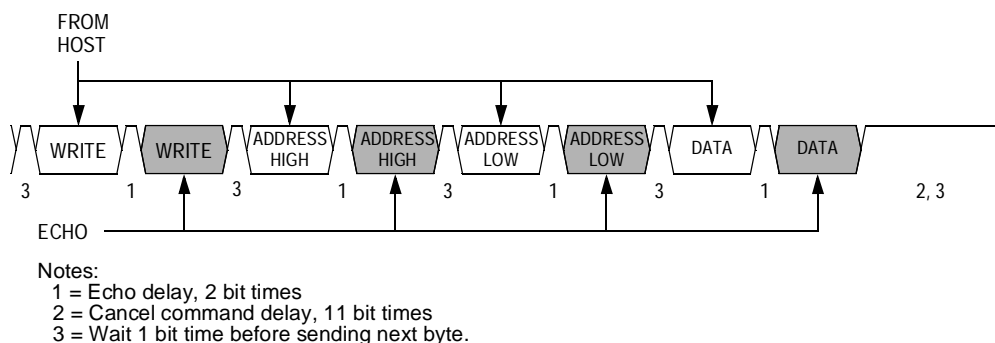 FROM
HOST
WRITE WRITE ADDRESS HIGH ADDRESS HIGH ADDRESS LOW ADDRESS LOW DATA DATA
3 1 3 1 3 1 3 1 2, 3
ECHO
Notes:
1 = Echo delay, 2 bit times
2 = Cancel command delay, 11 bit times
3 = Wait 1 bit time before sending next byte.